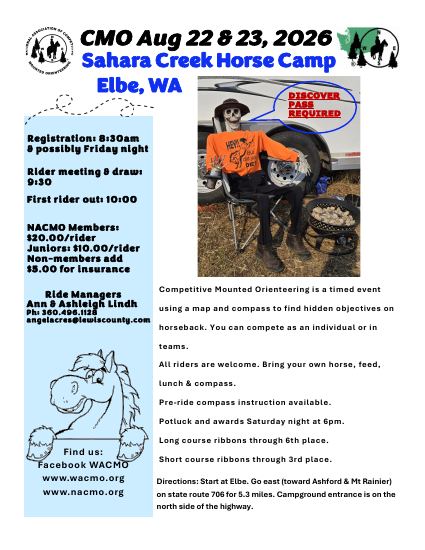 CMO Aug 22 & 23, 2026
Sahara Creek Horse Camp
Elbe, WA
DISCOVER
PASS
REQUIRED
Registration: 8:30am
& possibly Friday night
Rider meeting & draw:
9:30
First rider out: 10:00
NACMO Members:
$20.00/rider
Juniors: $10.00/rider
Non-members add
$5.00 for insurance
Ride Managers
Ann & Ashleigh Lindh
Ph: 360.496.1128
angelacres@lewiscounty.com
Find us:
Facebook WACMO
www.wacmo.org
www.nacmo.org
Competitive Mounted Orienteering is a timed event
using a map and compass to find hidden objectives on
horseback. You can compete as an individual or in
teams.
All riders are welcome. Bring your own horse, feed,
lunch & compass.
Pre-ride compass instruction available.
Potluck and awards Saturday night at 6pm.
Long course ribbons through 6th place.
Short course ribbons through 3rd place.
Directions: Start at Elbe. Go east (toward Ashford & Mt Rainier)
on state route 706 for 5.3 miles. Campground entrance is on the
north side of the highway.